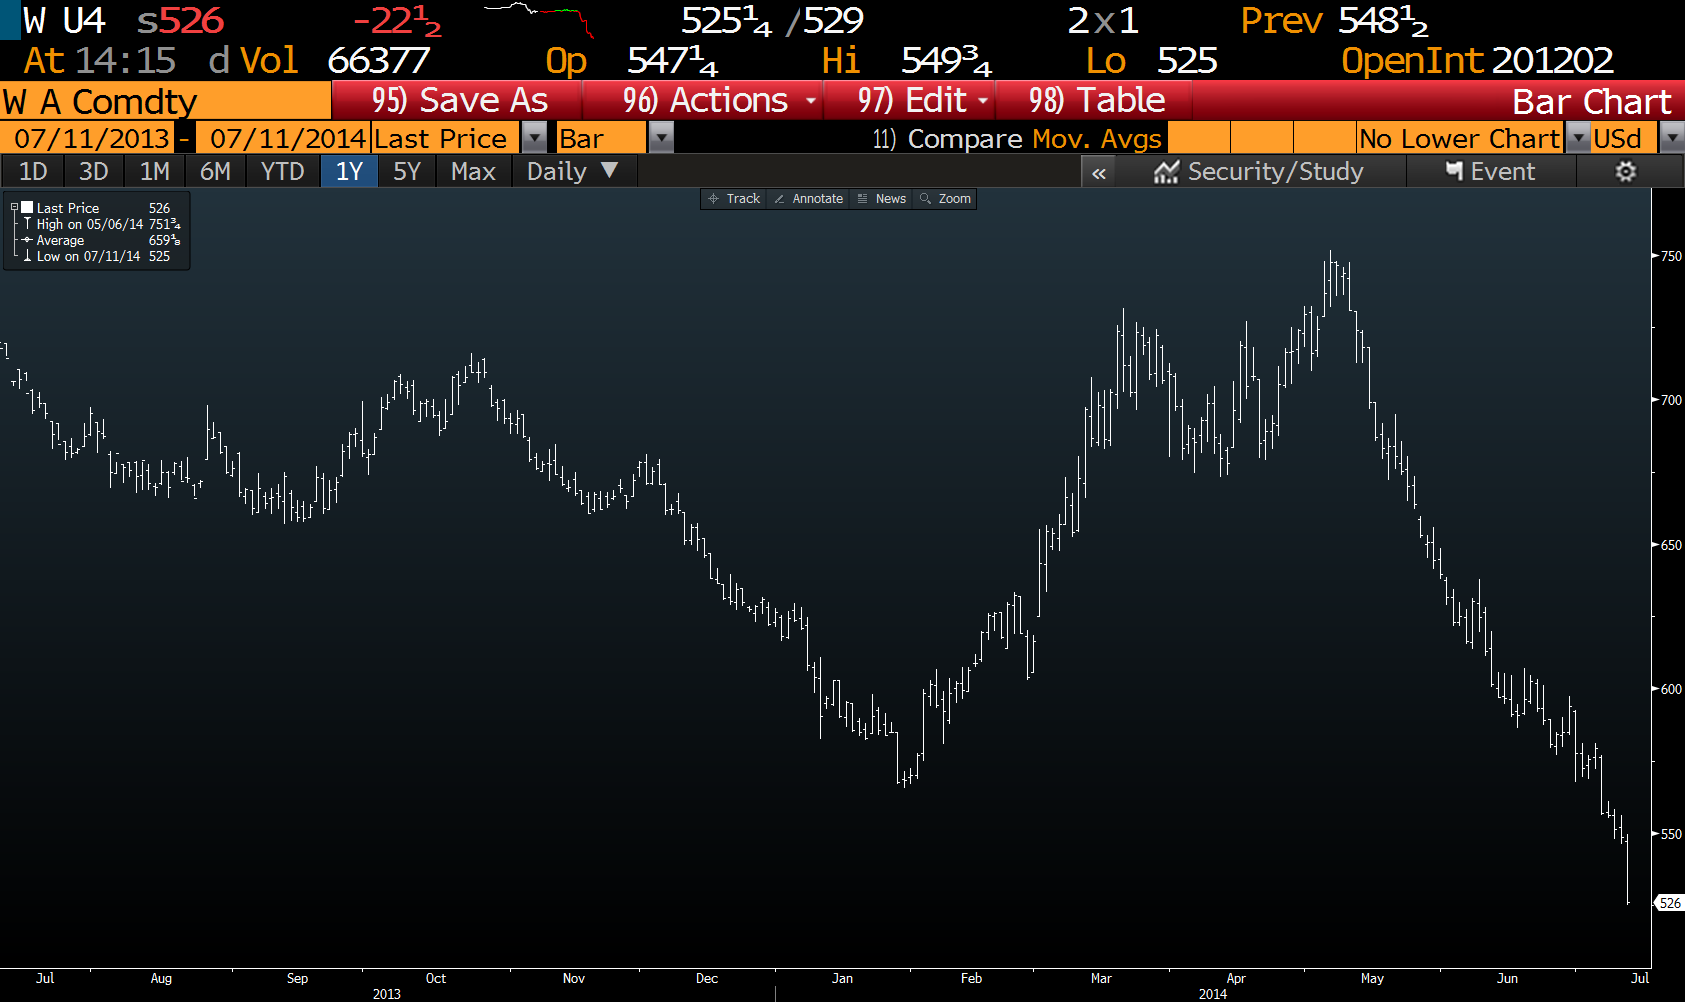 W U4 s526 -22½ 525¼ /529 2x1 Prev 548½
At 14:15 d Vol 66377 Op 547¼ Hi 549¾ Lo 525 OpenInt 201202
W A Comdty 95) Save As 96) Actions 97) Edit 98) Table Bar Chart
07/11/2013 - 07/11/2014 Last Price Bar 11) Compare Mov. Avgs No Lower Chart USd
1D 3D 1M 6M YTD 1Y 5Y Max Daily ▼ « Security/Study Event
Track Annotate News Zoom
Last Price 526
High on 05/06/14 751¾
Average 659⅛
Low on 07/11/14 525
750
700
650
600
550
526
Jul Aug Sep Oct Nov Dec Jan Feb Mar Apr May Jun Jul
2013 2014